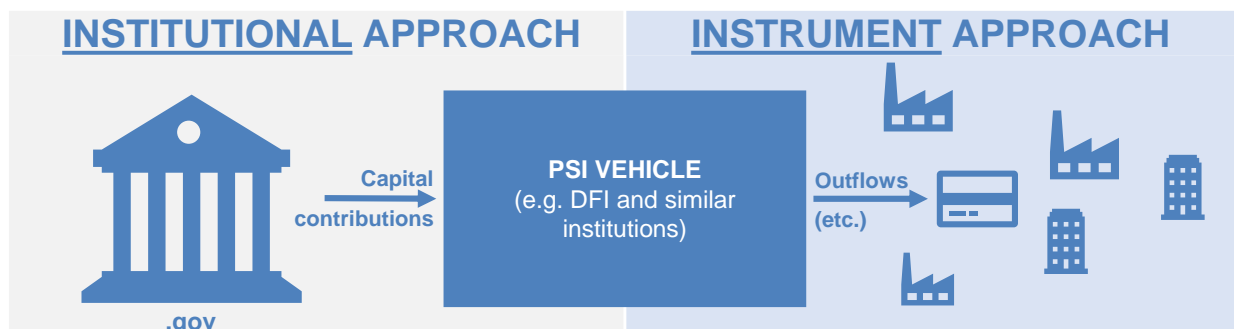 INSTITUTIONAL APPROACH
INSTRUMENT APPROACH
Capital
contributions
PSI VEHICLE
(e.g. DFI and similar
institutions)
Outflows
(etc.)
.gov